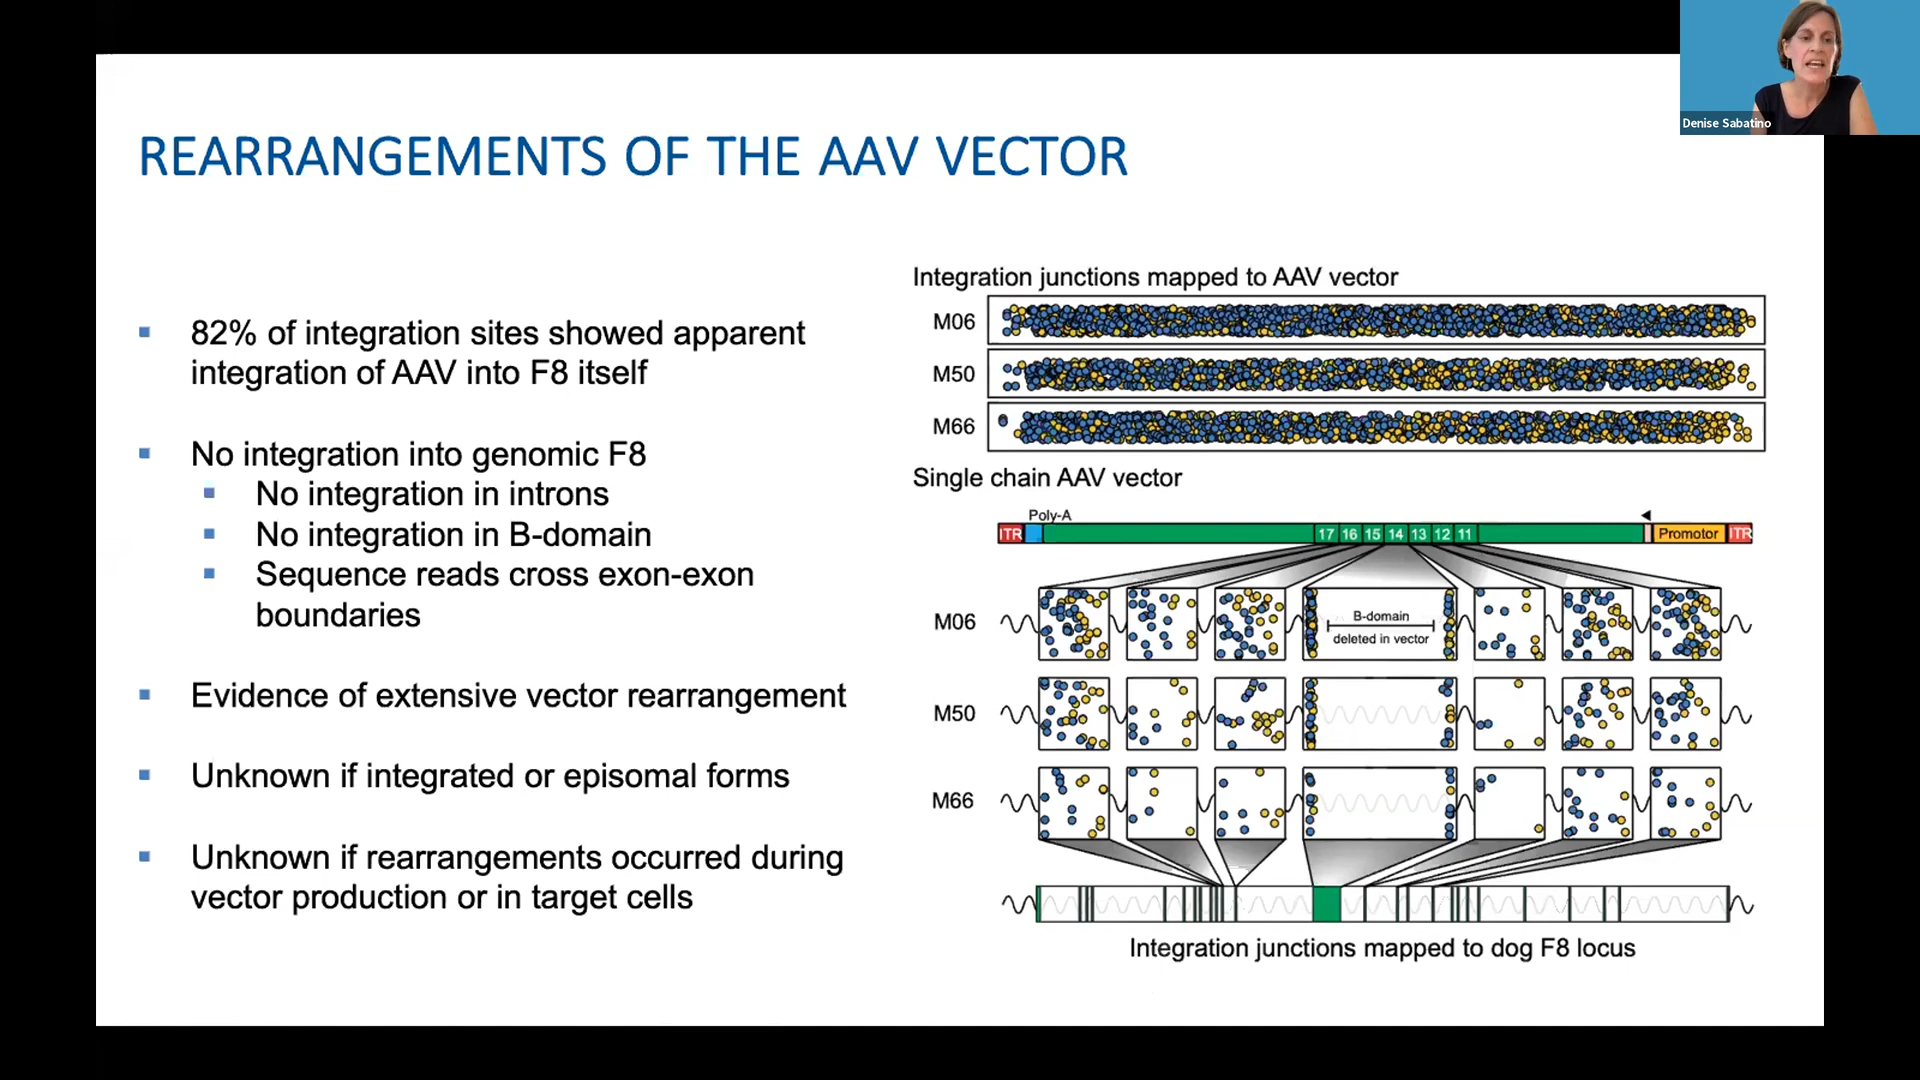 Denise Sabatino
REARRANGEMENTS OF THE AAV VECTOR
82% of integration sites showed apparent
integration of AAV into F8 itself
No integration into genomic F8
No integration in introns
No integration in B-domain
Sequence reads cross exon-exon
boundaries
Evidence of extensive vector rearrangement
Unknown if integrated or episomal forms
Unknown if rearrangements occurred during
vector production or in target cells
Integration junctions mapped to AAV vector
M06
M50
M66
Single chain AAV vector
Poly-A
ITR 17 16 15 14 13 12 11 Promotor ITR
M06
B-domain
deleted in vector
M50
M66
Integration junctions mapped to dog F8 locus